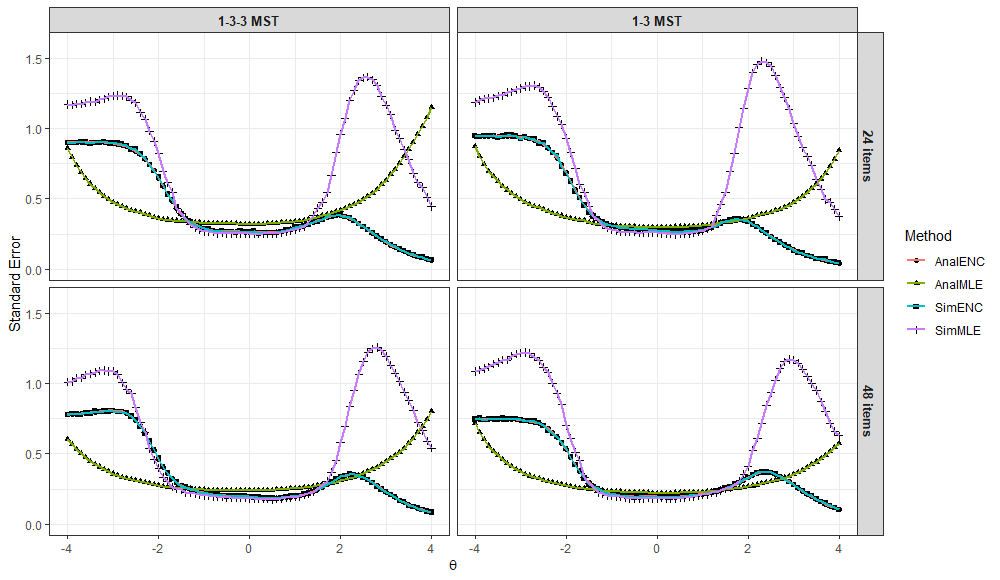 1-3-3 MST
1-3 MST
1.5
1.0
0.5
0.0
24 items
1.5
1.0
0.5
0.0
48 items
Standard Error
-4 -2 0 2 4
-4 -2 0 2 4
θ
Method
AnalENC
AnalMLE
SimENC
SimMLE